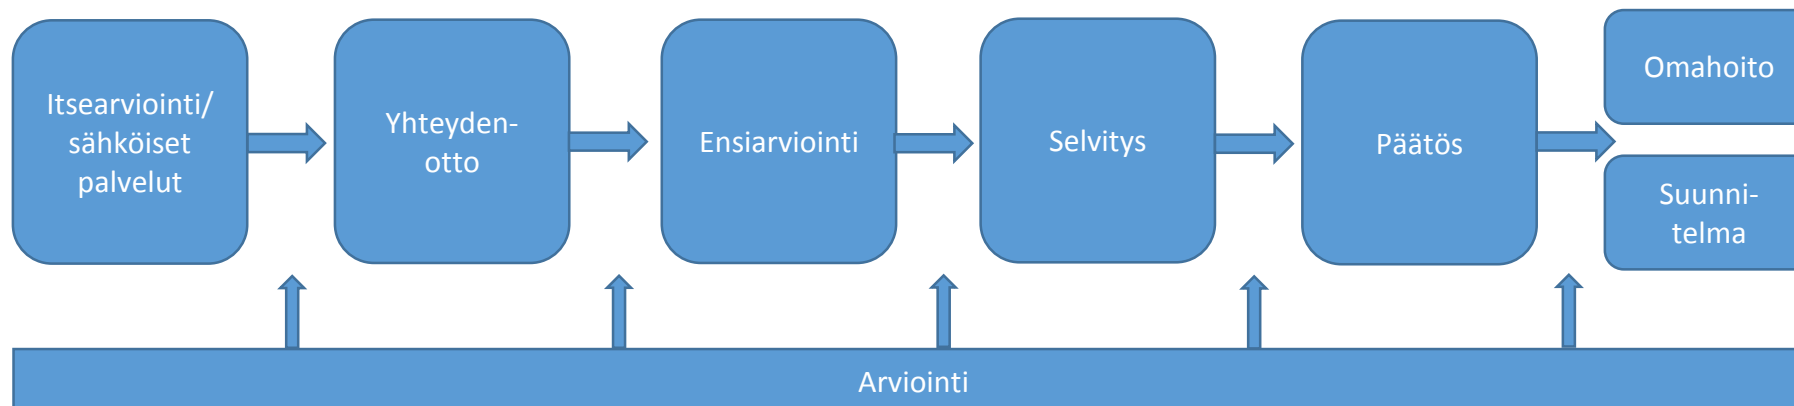 Itsearviointi/
sähköiset
palvelut
Yhteyden-
otto
Ensiarviointi
Selvitys
Päätös
Omahoito
Suunni-
telma
Arviointi